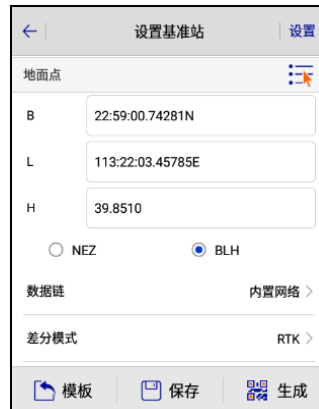 设置基准站 设置
地面点
B 22:59:00.74281N
L 113:22:03.45785E
H 39.8510
NEZ BLH
数据链 内置网络
差分模式 RTK
模板 保存 生成